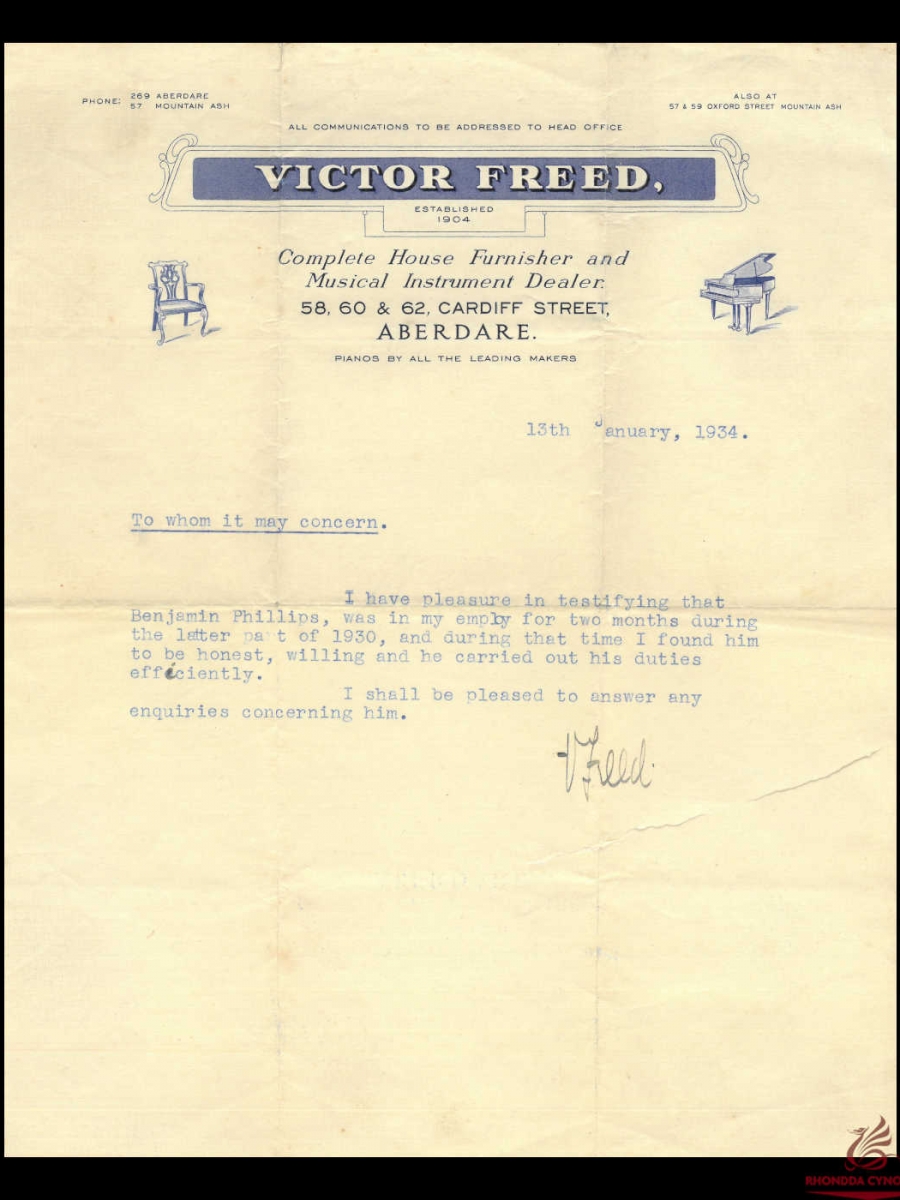 PHONE: 269 ABERDARE
57 MOUNTAIN ASH
ALSO AT
57 & 59 OXFORD STREET MOUNTAIN ASH
ALL COMMUNICATIONS TO BE ADDRESSED TO HEAD OFFICE
VICTOR FREED,
ESTABLISHED
1904
Complete House Furnisher and
Musical Instrument Dealer.
58, 60 & 62, CARDIFF STREET,
ABERDARE.
PIANOS BY ALL THE LEADING MAKERS
13th January, 1934.
To whom it may concern.
I have pleasure in testifying that
Benjamin Phillips, was in my employ for two months during
the latter pa t of 1930, and during that time I found him
to be honest, willing and he carried out his duties
efficiently.
I shall be pleased to answer any
enquiries concerning him.
V Freed.
RHONDDA CYNO